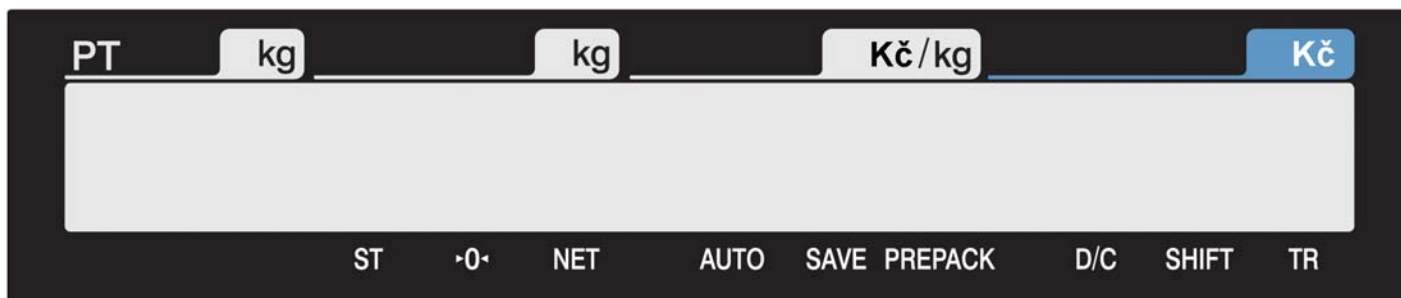 PT kg kg Kč/kg Kč
ST ▸0◂ NET AUTO SAVE PREPACK D/C SHIFT TR